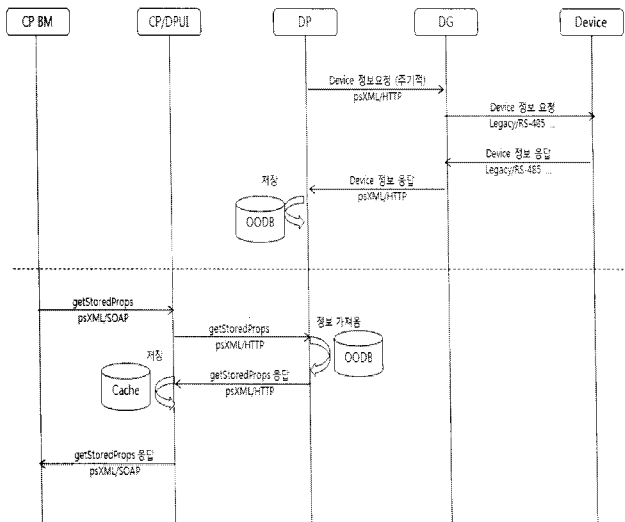 CP BM
CP/DPUI
DP
DG
Device
Device 정보요청 (주기적)
psXML/HTTP
Device 정보 요청
Legacy/RS-485 ...
Device 정보 응답
Legacy/RS-485 ...
Device 정보 응답
psXML/HTTP
저장
OODB
getStoredProps
psXML/SOAP
getStoredProps
psXML/HTTP
정보 가져옴
OODB
저장
Cache
getStoredProps 응답
psXML/HTTP
getStoredProps 응답
psXML/SOAP